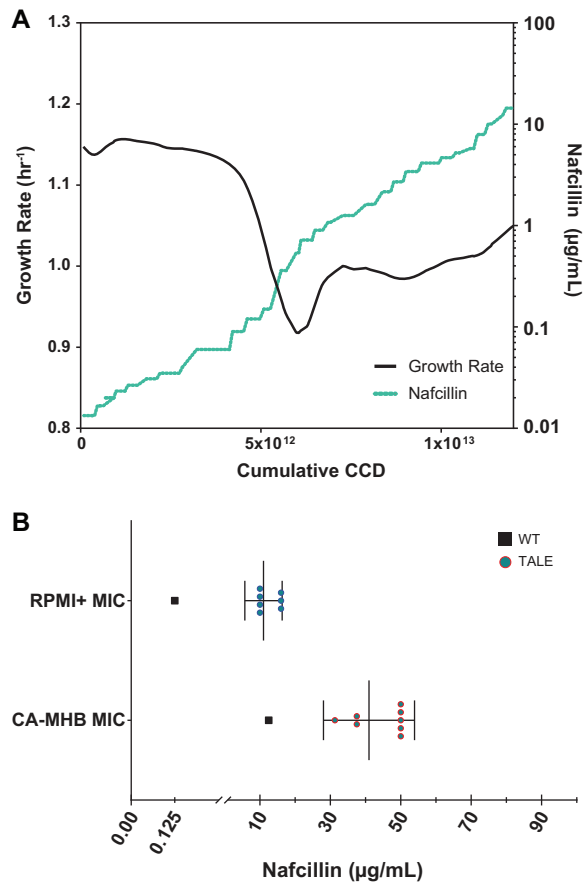 A
1.3
1.2
1.1
1.0
0.9
0.8
Growth Rate (hr⁻¹)
100
10
1
0.1
0.01
Nafcillin (µg/mL)
Growth Rate
Nafcillin
0
5x10¹²
1x10¹³
Cumulative CCD
B
WT
TALE
RPMI+ MIC
CA-MHB MIC
0.00
0.125
10
30
50
70
90
Nafcillin (µg/mL)